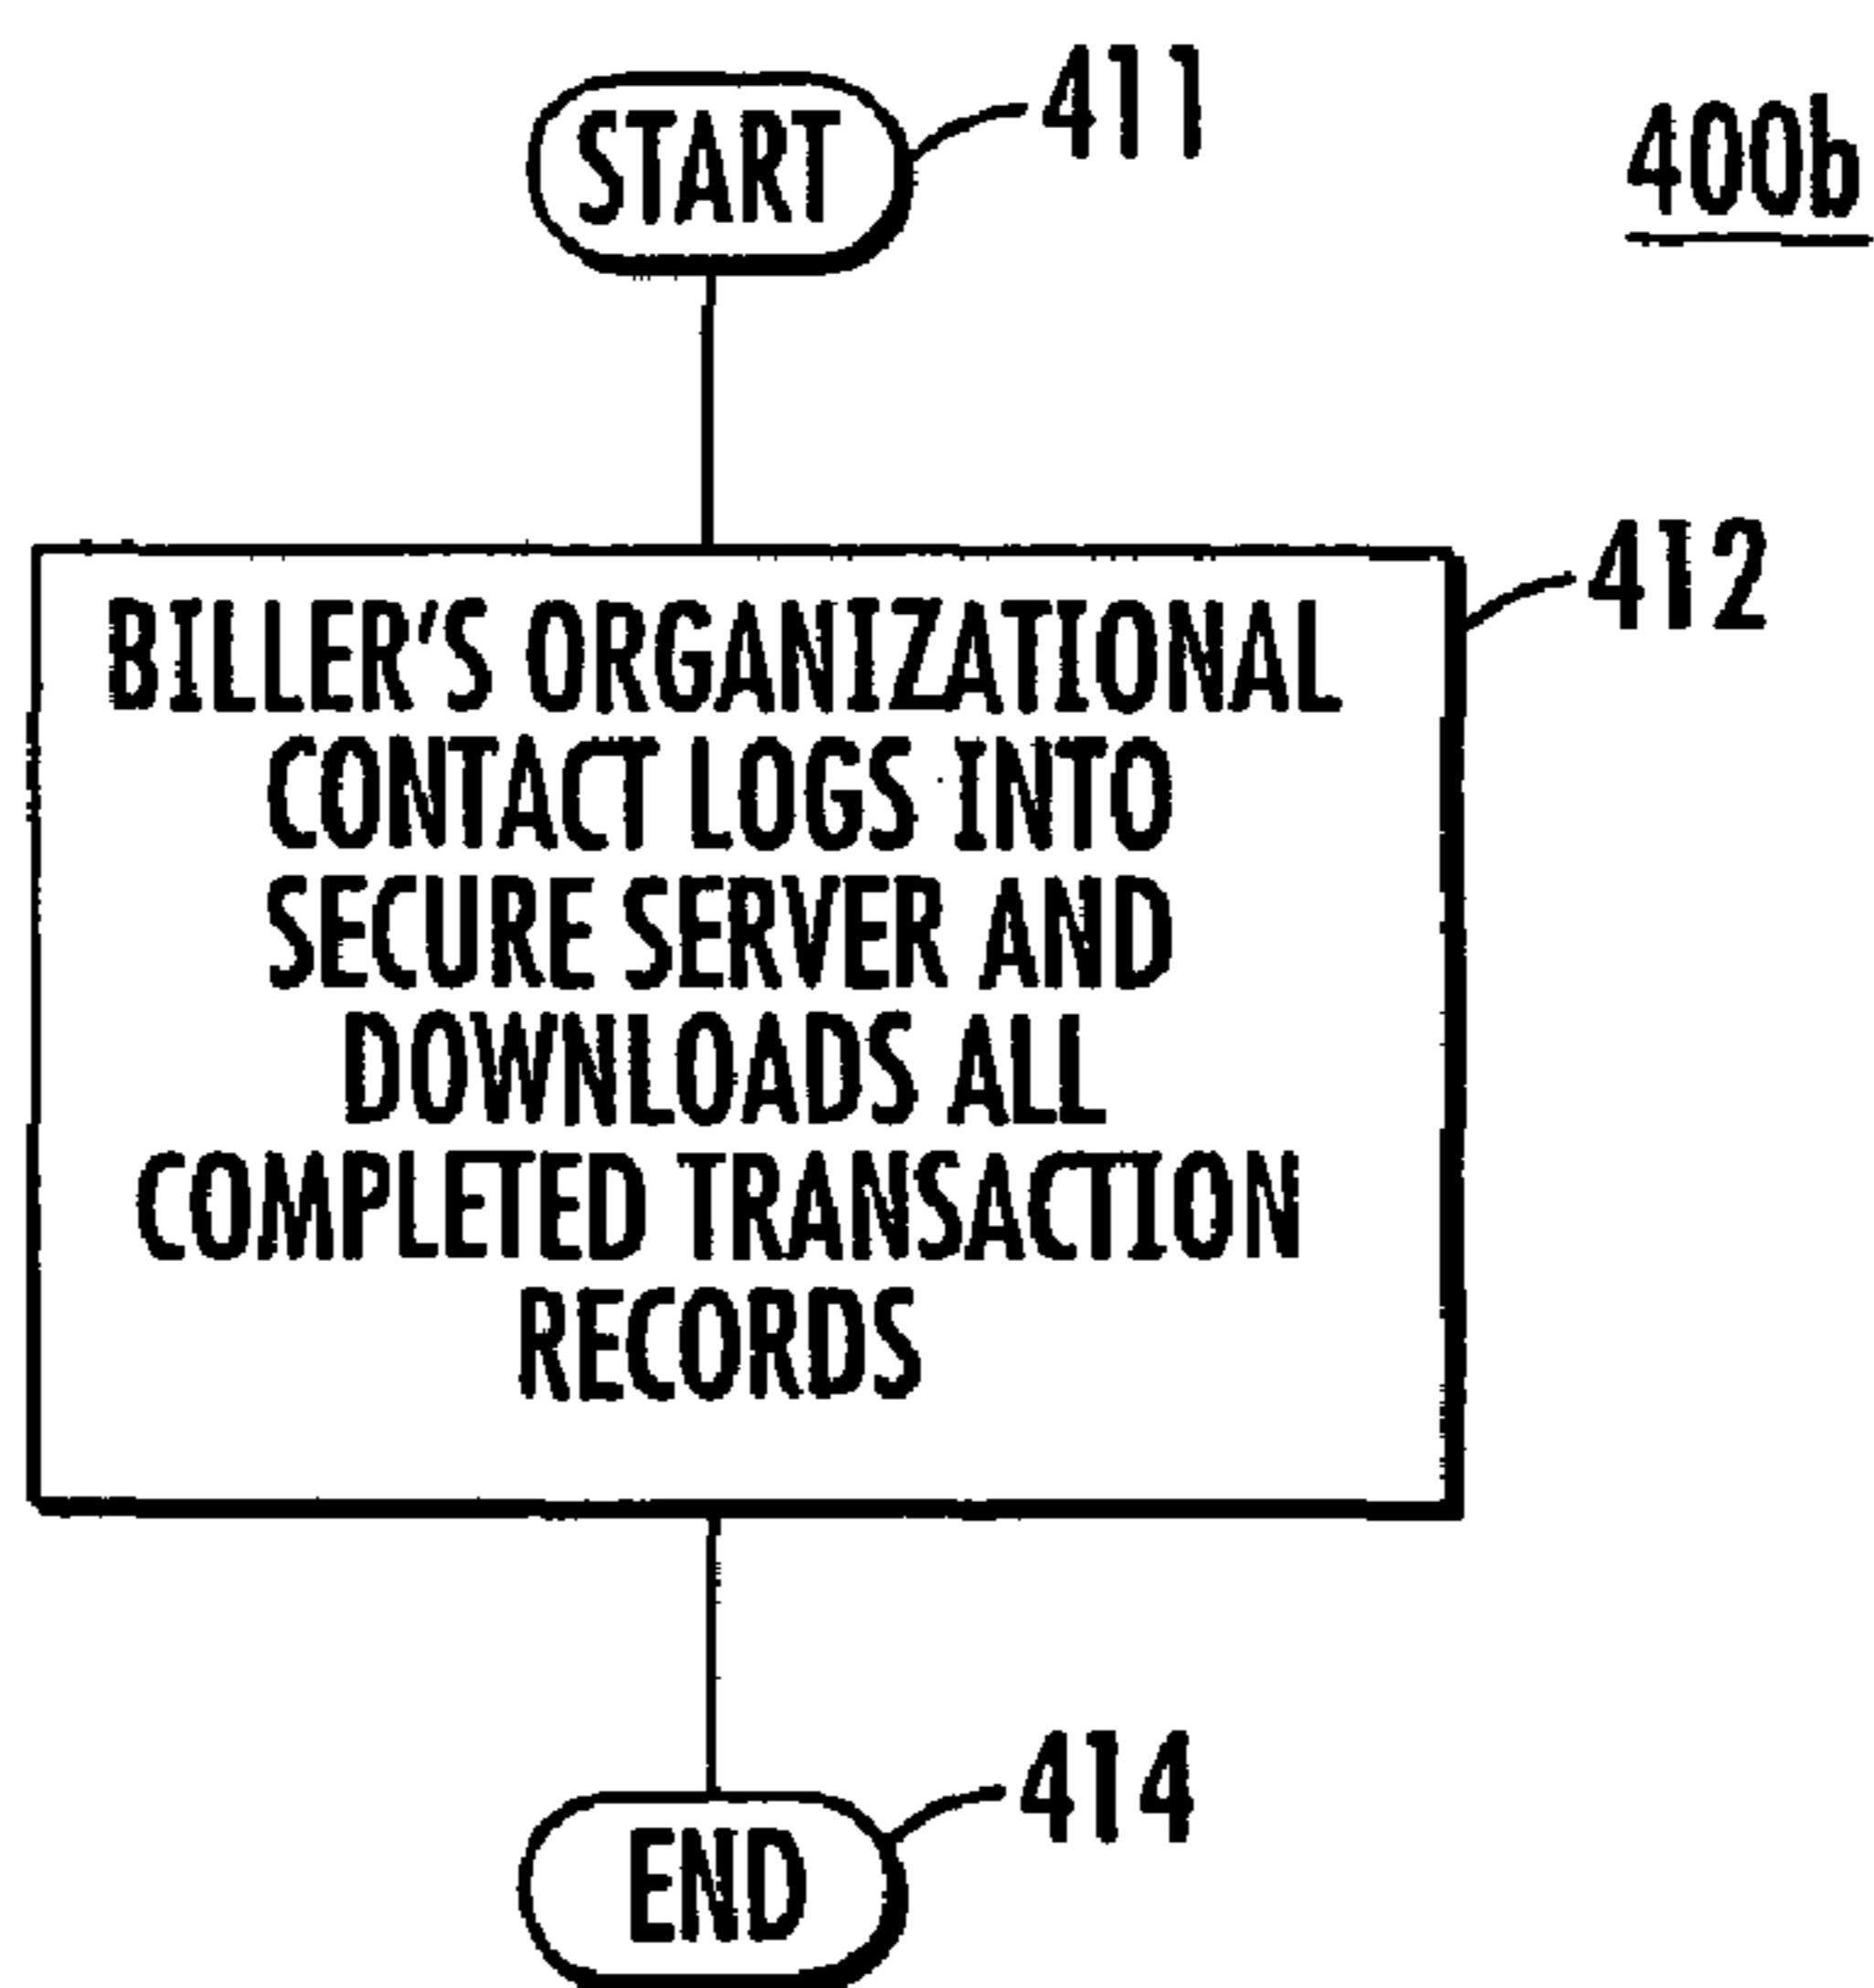 START
411
400b
412
BILLER'S ORGANIZATIONAL
CONTACT LOGS INTO
SECURE SERVER AND
DOWNLOADS ALL
COMPLETED TRANSACTION
RECORDS
414
END